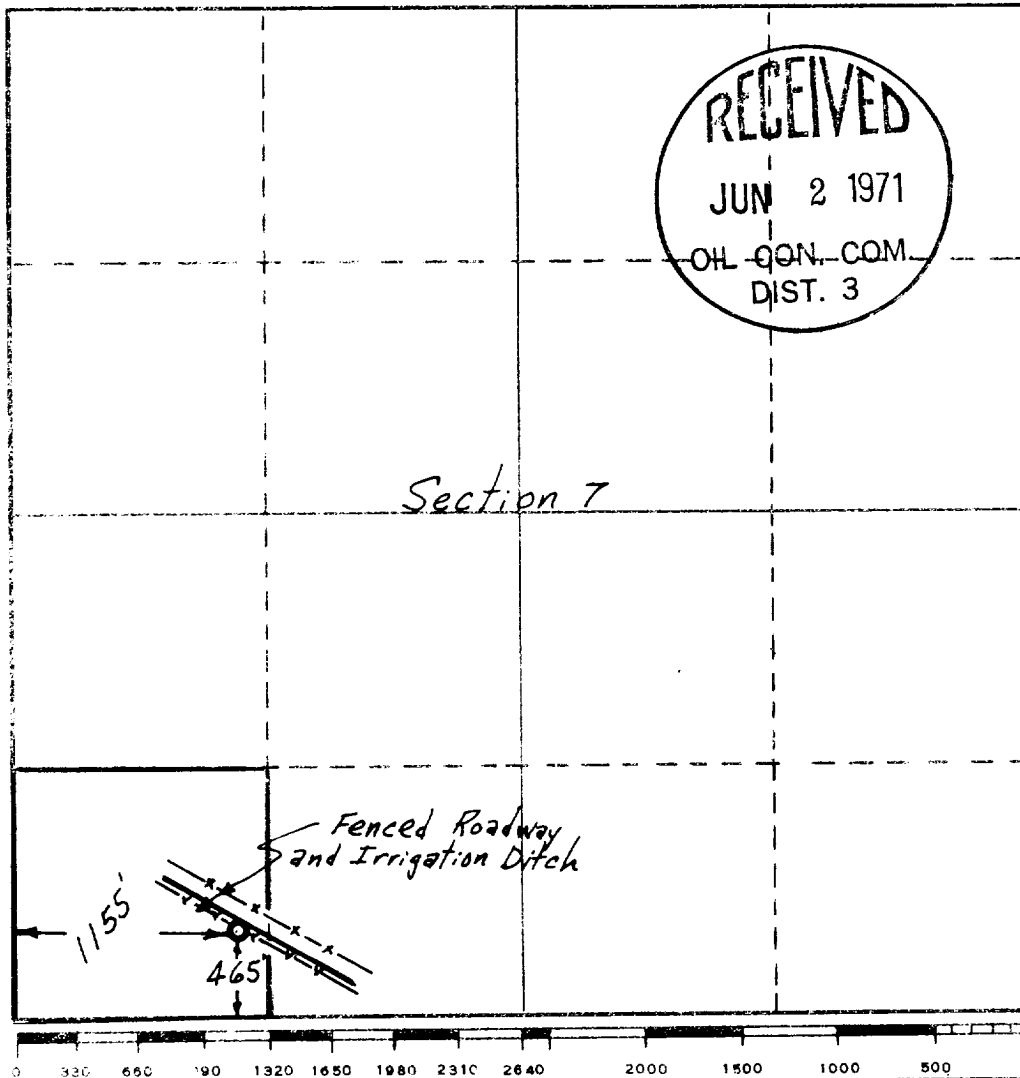 RECEIVED
JUN 2 1971
OIL CON. COM.
DIST. 3
Section 7
Fenced Roadway
and Irrigation Ditch
1155'
465
0 330 660 '90 1320 1650 1980 2310 2640 2000 1500 1000 500